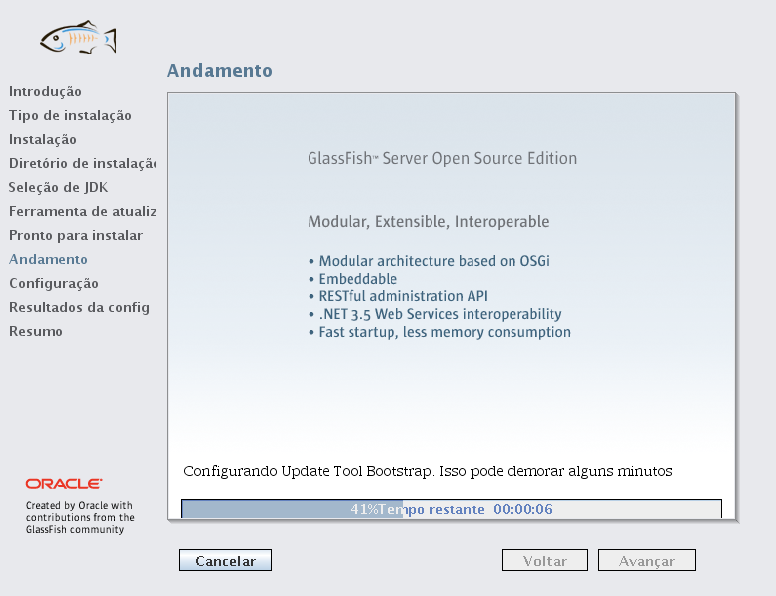 Andamento
Introdução
Tipo de instalação
Instalação
Diretório de instalação
Seleção de JDK
Ferramenta de atualiz
Pronto para instalar
Andamento
Configuração
Resultados da config
Resumo
GlassFish™ Server Open Source Edition
Modular, Extensible, Interoperable
• Modular architecture based on OSGi
• Embeddable
• RESTful administration API
• .NET 3.5 Web Services interoperability
• Fast startup, less memory consumption
Configurando Update Tool Bootstrap. Isso pode demorar alguns minutos
41%Tempo restante 00:00:06
ORACLE®
Created by Oracle with
contributions from the
GlassFish community
Cancelar
Voltar
Avançar